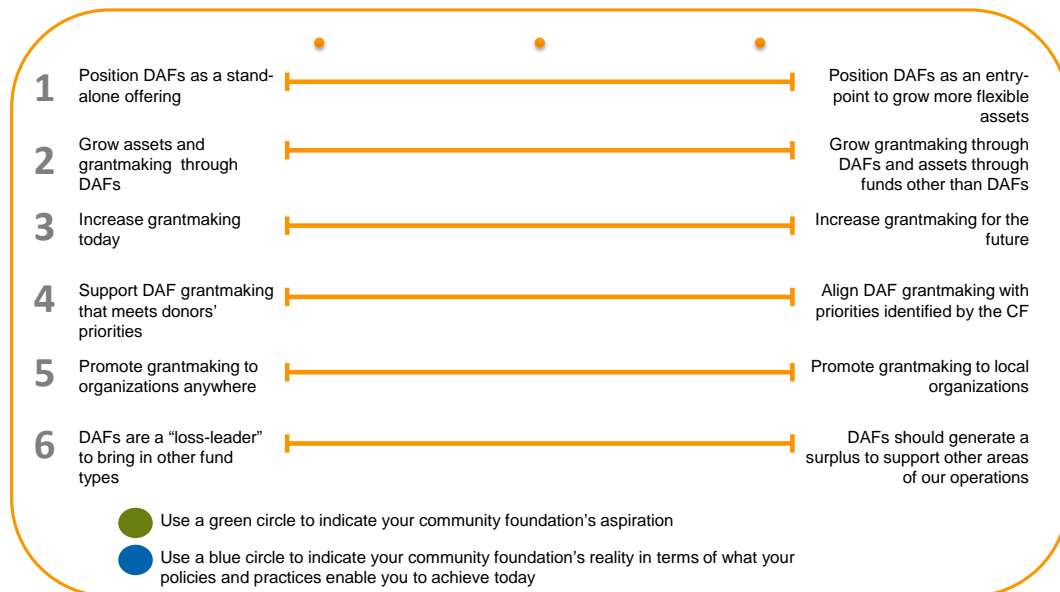 1
Position DAFs as a stand-
alone offering
Position DAFs as an entry-
point to grow more flexible
assets
2
Grow assets and
grantmaking through
DAFs
Grow grantmaking through
DAFs and assets through
funds other than DAFs
3
Increase grantmaking
today
Increase grantmaking for the
future
4
Support DAF grantmaking
that meets donors’
priorities
Align DAF grantmaking with
priorities identified by the CF
5
Promote grantmaking to
organizations anywhere
Promote grantmaking to local
organizations
6
DAFs are a “loss-leader”
to bring in other fund
types
DAFs should generate a
surplus to support other areas
of our operations
Use a green circle to indicate your community foundation’s aspiration
Use a blue circle to indicate your community foundation’s reality in terms of what your
policies and practices enable you to achieve today